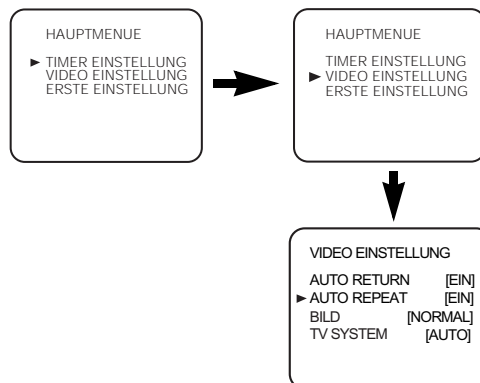 HAUPTMENUE
TIMER EINSTELLUNG
VIDEO EINSTELLUNG
ERSTE EINSTELLUNG
HAUPTMENUE
TIMER EINSTELLUNG
VIDEO EINSTELLUNG
ERSTE EINSTELLUNG
VIDEO EINSTELLUNG
AUTO RETURN [EIN]
AUTO REPEAT [EIN]
BILD [NORMAL]
TV SYSTEM [AUTO]